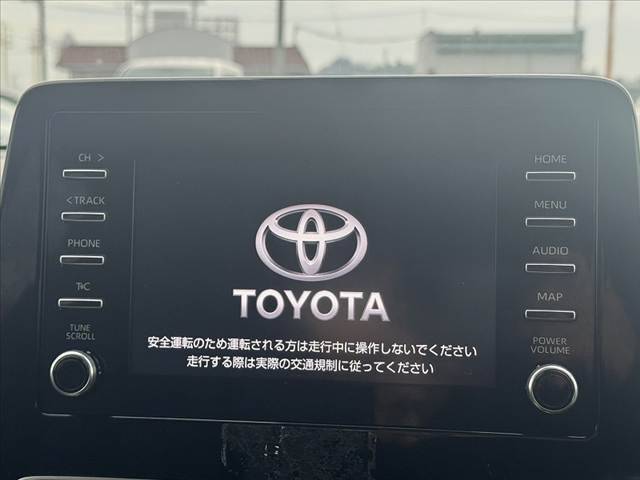 CH >
< TRACK
PHONE
T❋C
TUNE
SCROLL
TOYOTA
安全運転のため運転される方は走行中に操作しないでください
走行する際は実際の交通規制に従ってください
HOME
MENU
AUDIO
MAP
POWER
VOLUME